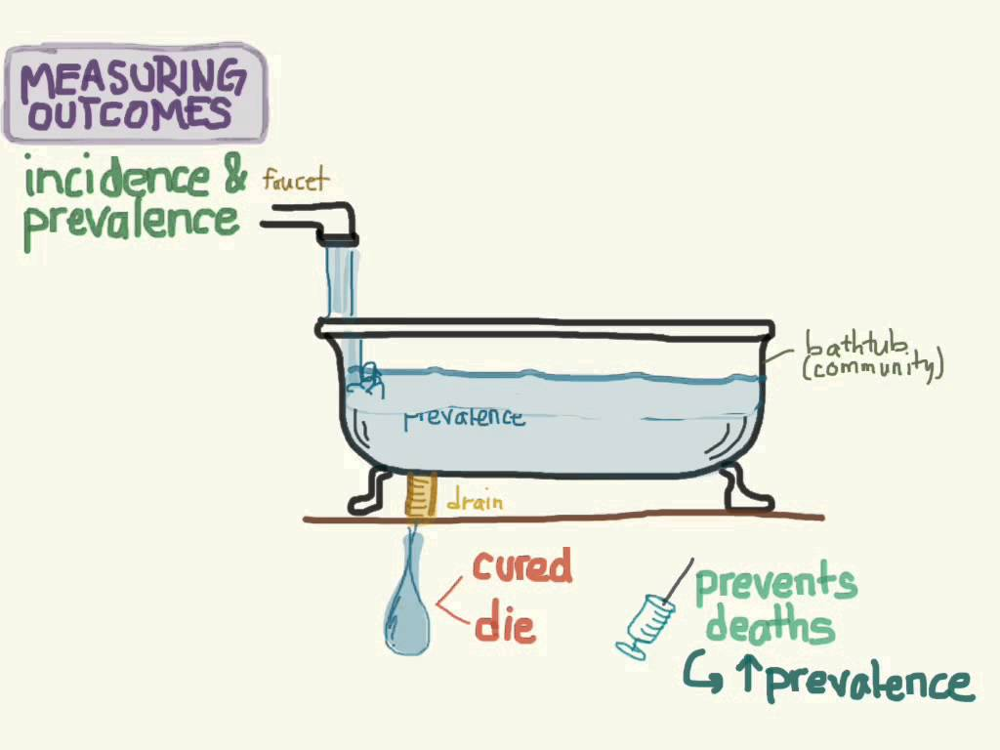 MEASURING
OUTCOMES
incidence &
prevalence
faucet
bathtub
(community)
prevalence
drain
cured
die
prevents
deaths
↳ ↑prevalence